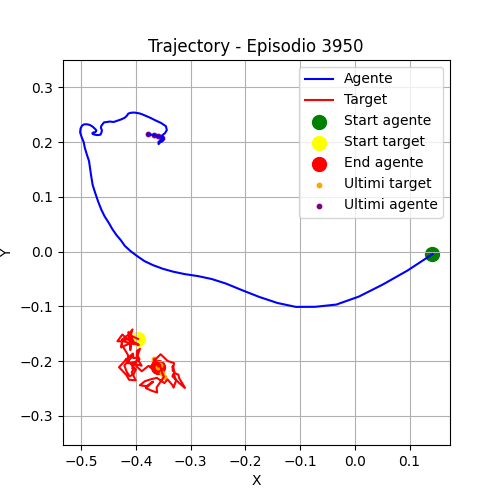 Trajectory - Episodio 3950
Agente
Target
Start agente
Start target
End agente
Ultimi target
Ultimi agente
Y
0.3
0.2
0.1
0.0
−0.1
−0.2
−0.3
−0.5
−0.4
−0.3
−0.2
−0.1
0.0
0.1
X